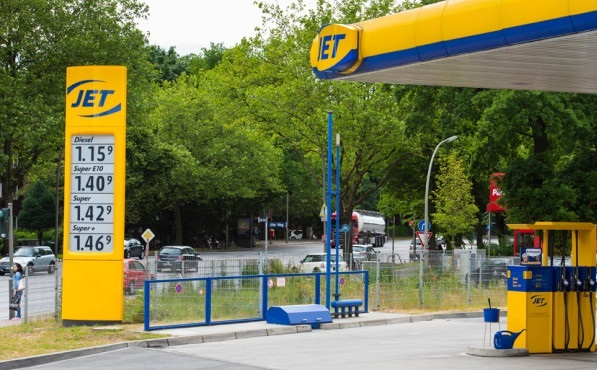 JET
JET
Diesel
1.15⁹
Super E10
1.40⁹
Super
1.42⁹
Super +
1.46⁹
JET